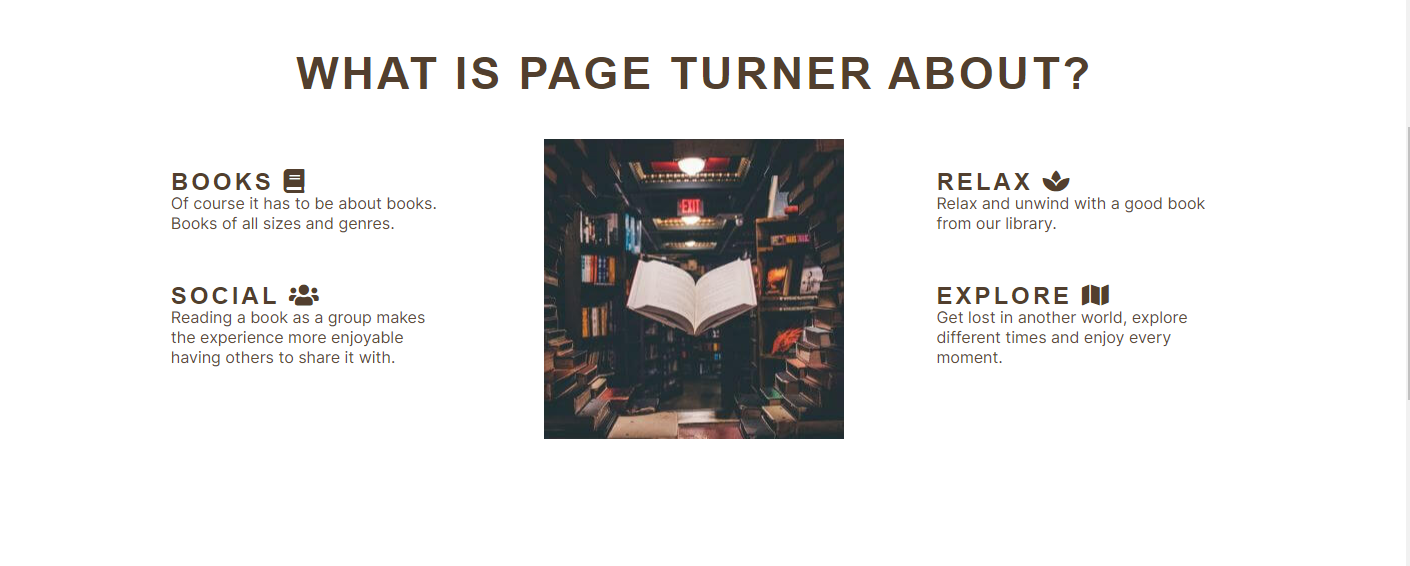 WHAT IS PAGE TURNER ABOUT?
BOOKS
Of course it has to be about books.
Books of all sizes and genres.
SOCIAL
Reading a book as a group makes
the experience more enjoyable
having others to share it with.
EXIT
RELAX
Relax and unwind with a good book
from our library.
EXPLORE
Get lost in another world, explore
different times and enjoy every
moment.